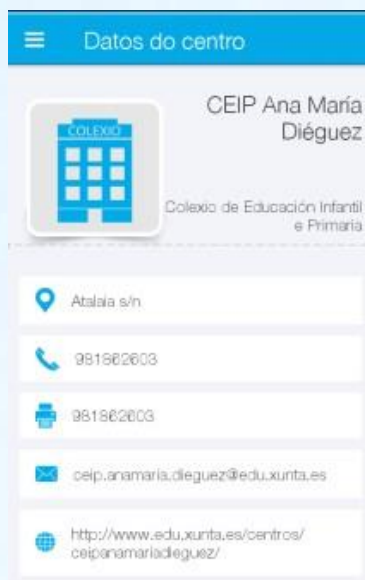 Datos do centro
CEIP Ana María
Diéguez
COLEXIO
Colexio de Educación Infantil
e Primaria
Atalaia s/n
981862603
981862603
ceip.anamaria.dieguez@edu.xunta.es
http://www.edu.xunta.es/centros/
ceipanamariadieguez/